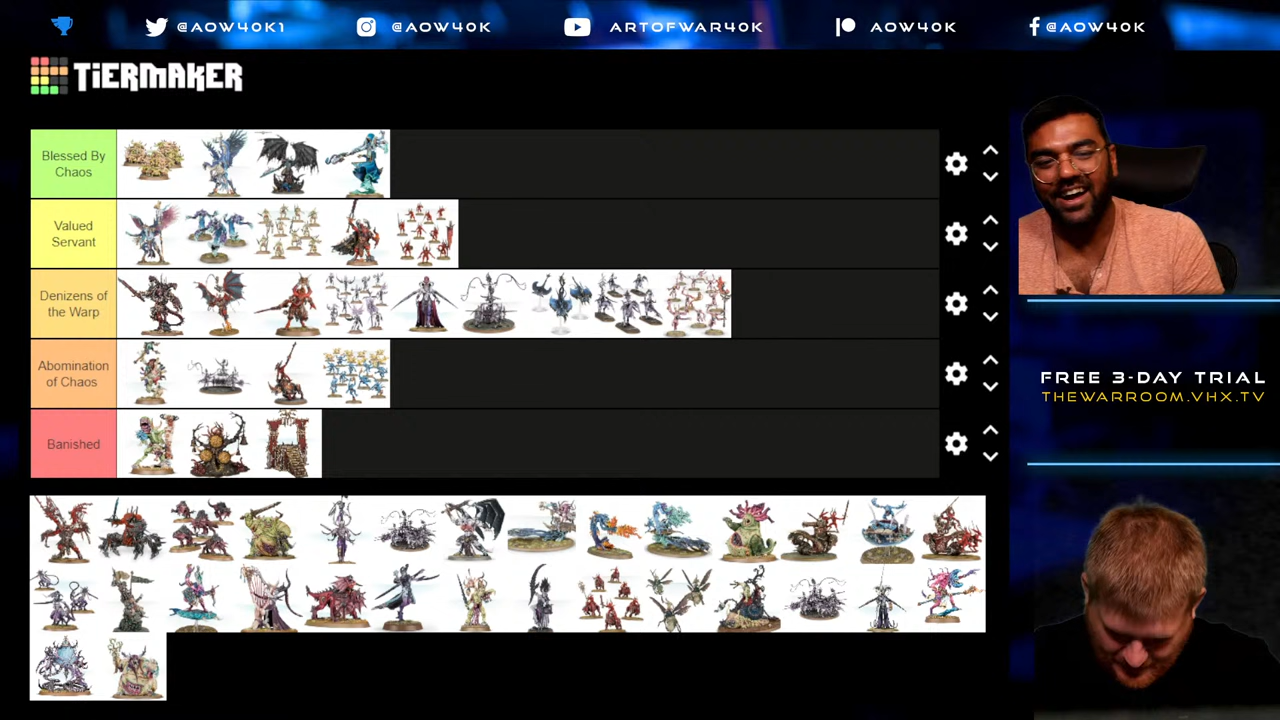 @AOW40K1
@AOW40K
ARTOFWAR40K
AOW40K
@AOW40K
TiERMAKER
Blessed By
Chaos
Valued
Servant
Denizens of
the Warp
Abomination
of Chaos
Banished
FREE 3-DAY TRIAL
THEWARROOM.VHX.TV